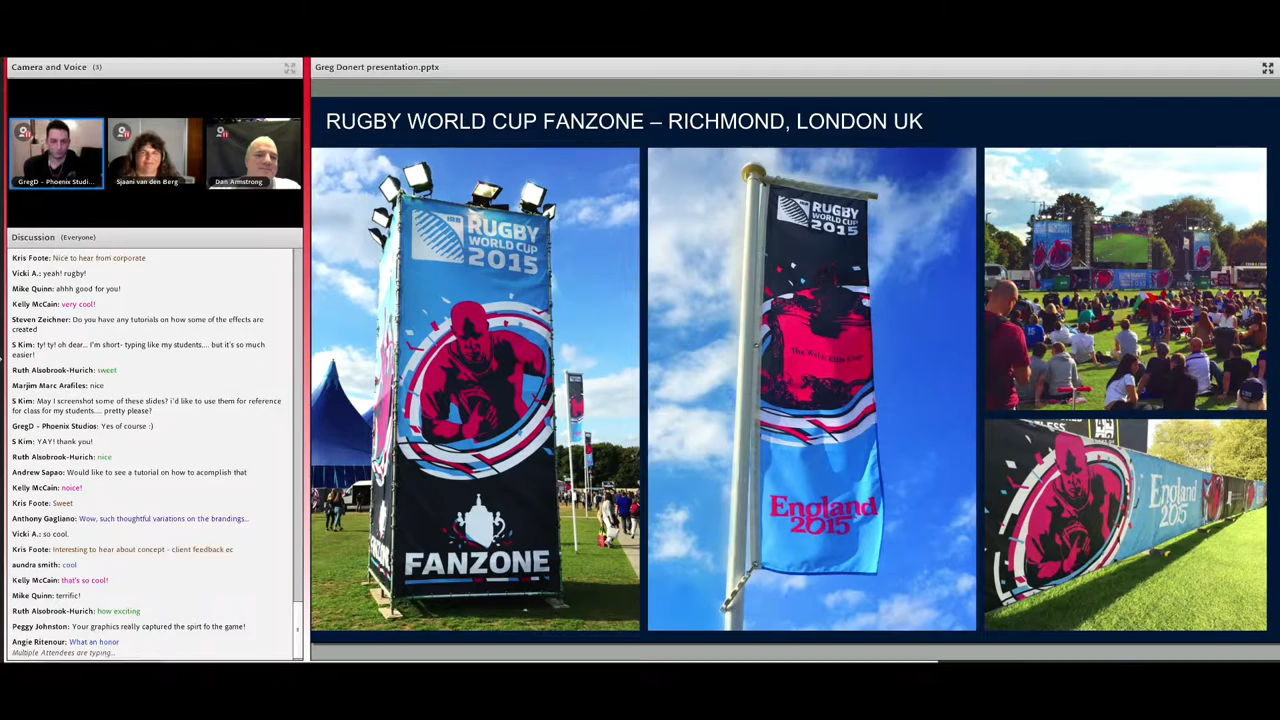 Camera and Voice (3)
Greg Donert presentation.pptx
GregD - Phoenix Studi...
Sjaani van den Berg
Dan Armstrong
Discussion (Everyone)
Kris Foote: Nice to hear from corporate
Vicki A.: yeah! rugby!
Mike Quinn: ahhh good for you!
Kelly McCain: very cool!
Steven Zeichner: Do you have any tutorials on how some of the effects are
created
S Kim: ty! ty! oh dear... I'm short- typing like my students.... but it's so much
easier!
Ruth Alsobrook-Hurich: sweet
Marjim Marc Arafiles: nice
S Kim: May I screenshot some of these slides? i'd like to use them for reference
for class for my students.... pretty please?
GregD - Phoenix Studios: Yes of course :)
S Kim: YAY! thank you!
Ruth Alsobrook-Hurich: nice
Andrew Sapao: Would like to see a tutorial on how to acomplish that
Kelly McCain: noice!
Kris Foote: Sweet
Anthony Gagliano: Wow, such thoughtful variations on the brandings...
Vicki A.: so cool.
Kris Foote: Interesting to hear about concept - client feedback ec
aundra smith: cool
Kelly McCain: that's so cool!
Mike Quinn: terrific!
Ruth Alsobrook-Hurich: how exciting
Peggy Johnston: Your graphics really captured the spirt fo the game!
Angie Ritenour: What an honor
Multiple Attendees are typing...
RUGBY WORLD CUP FANZONE – RICHMOND, LONDON UK
IRB
RUGBY
WORLD CUP
2015
FANZONE
RUGBY
WORLD CUP
2015
The Webb Ellis Cup
England
2015
England
2015